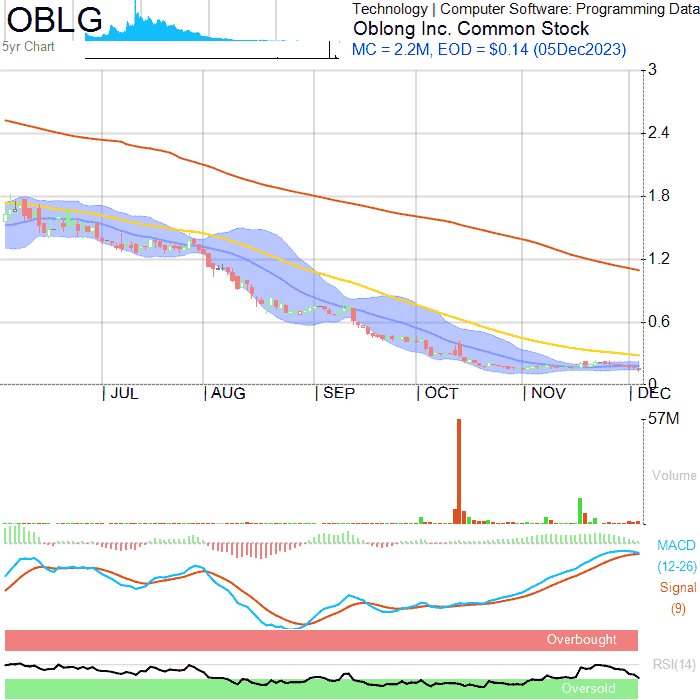 OBLG
5yr Chart
Technology | Computer Software: Programming Data
Oblong Inc. Common Stock
MC = 2.2M, EOD = $0.14 (05Dec2023)
3
2.4
1.8
1.2
0.6
0
JUL AUG SEP OCT NOV DEC
57M
Volume
MACD
(12-26)
Signal
(9)
Overbought
RSI(14)
Oversold